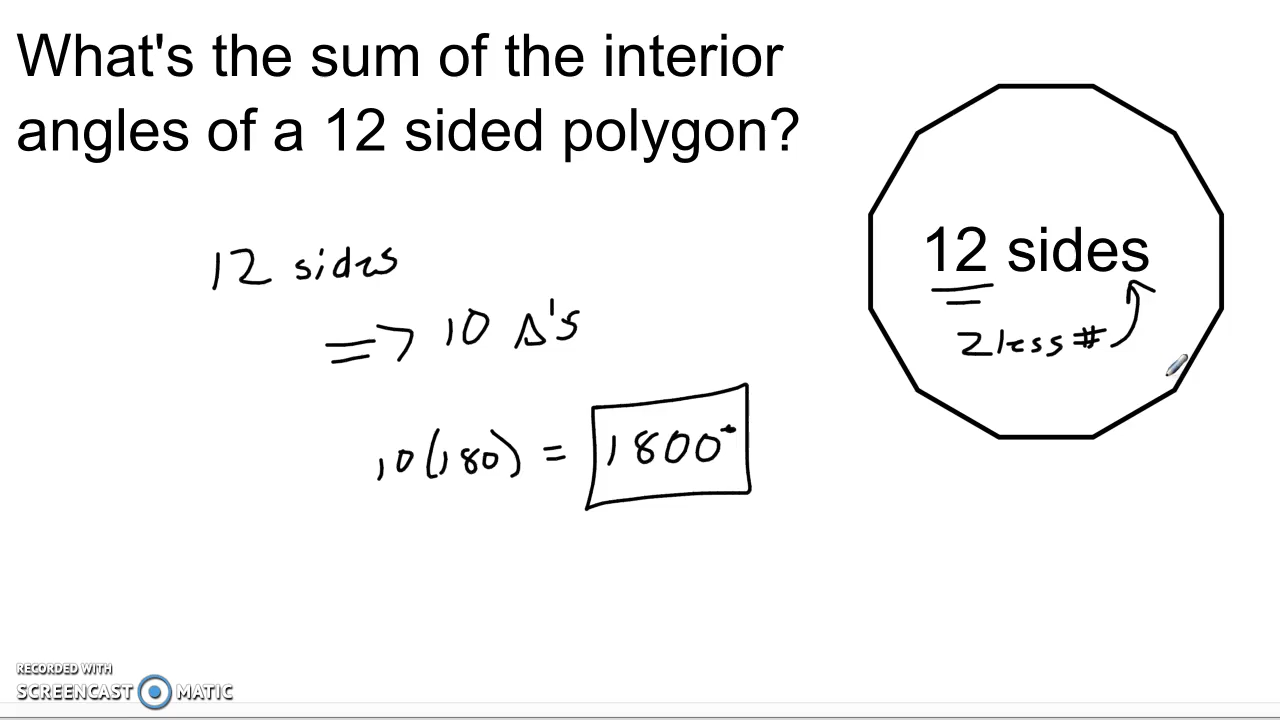 What's the sum of the interior
angles of a 12 sided polygon?
12 sides
=> 10 Δ's
10(180) = 1800°
12 sides
2 less #
RECORDED WITH
SCREENCAST MATIC